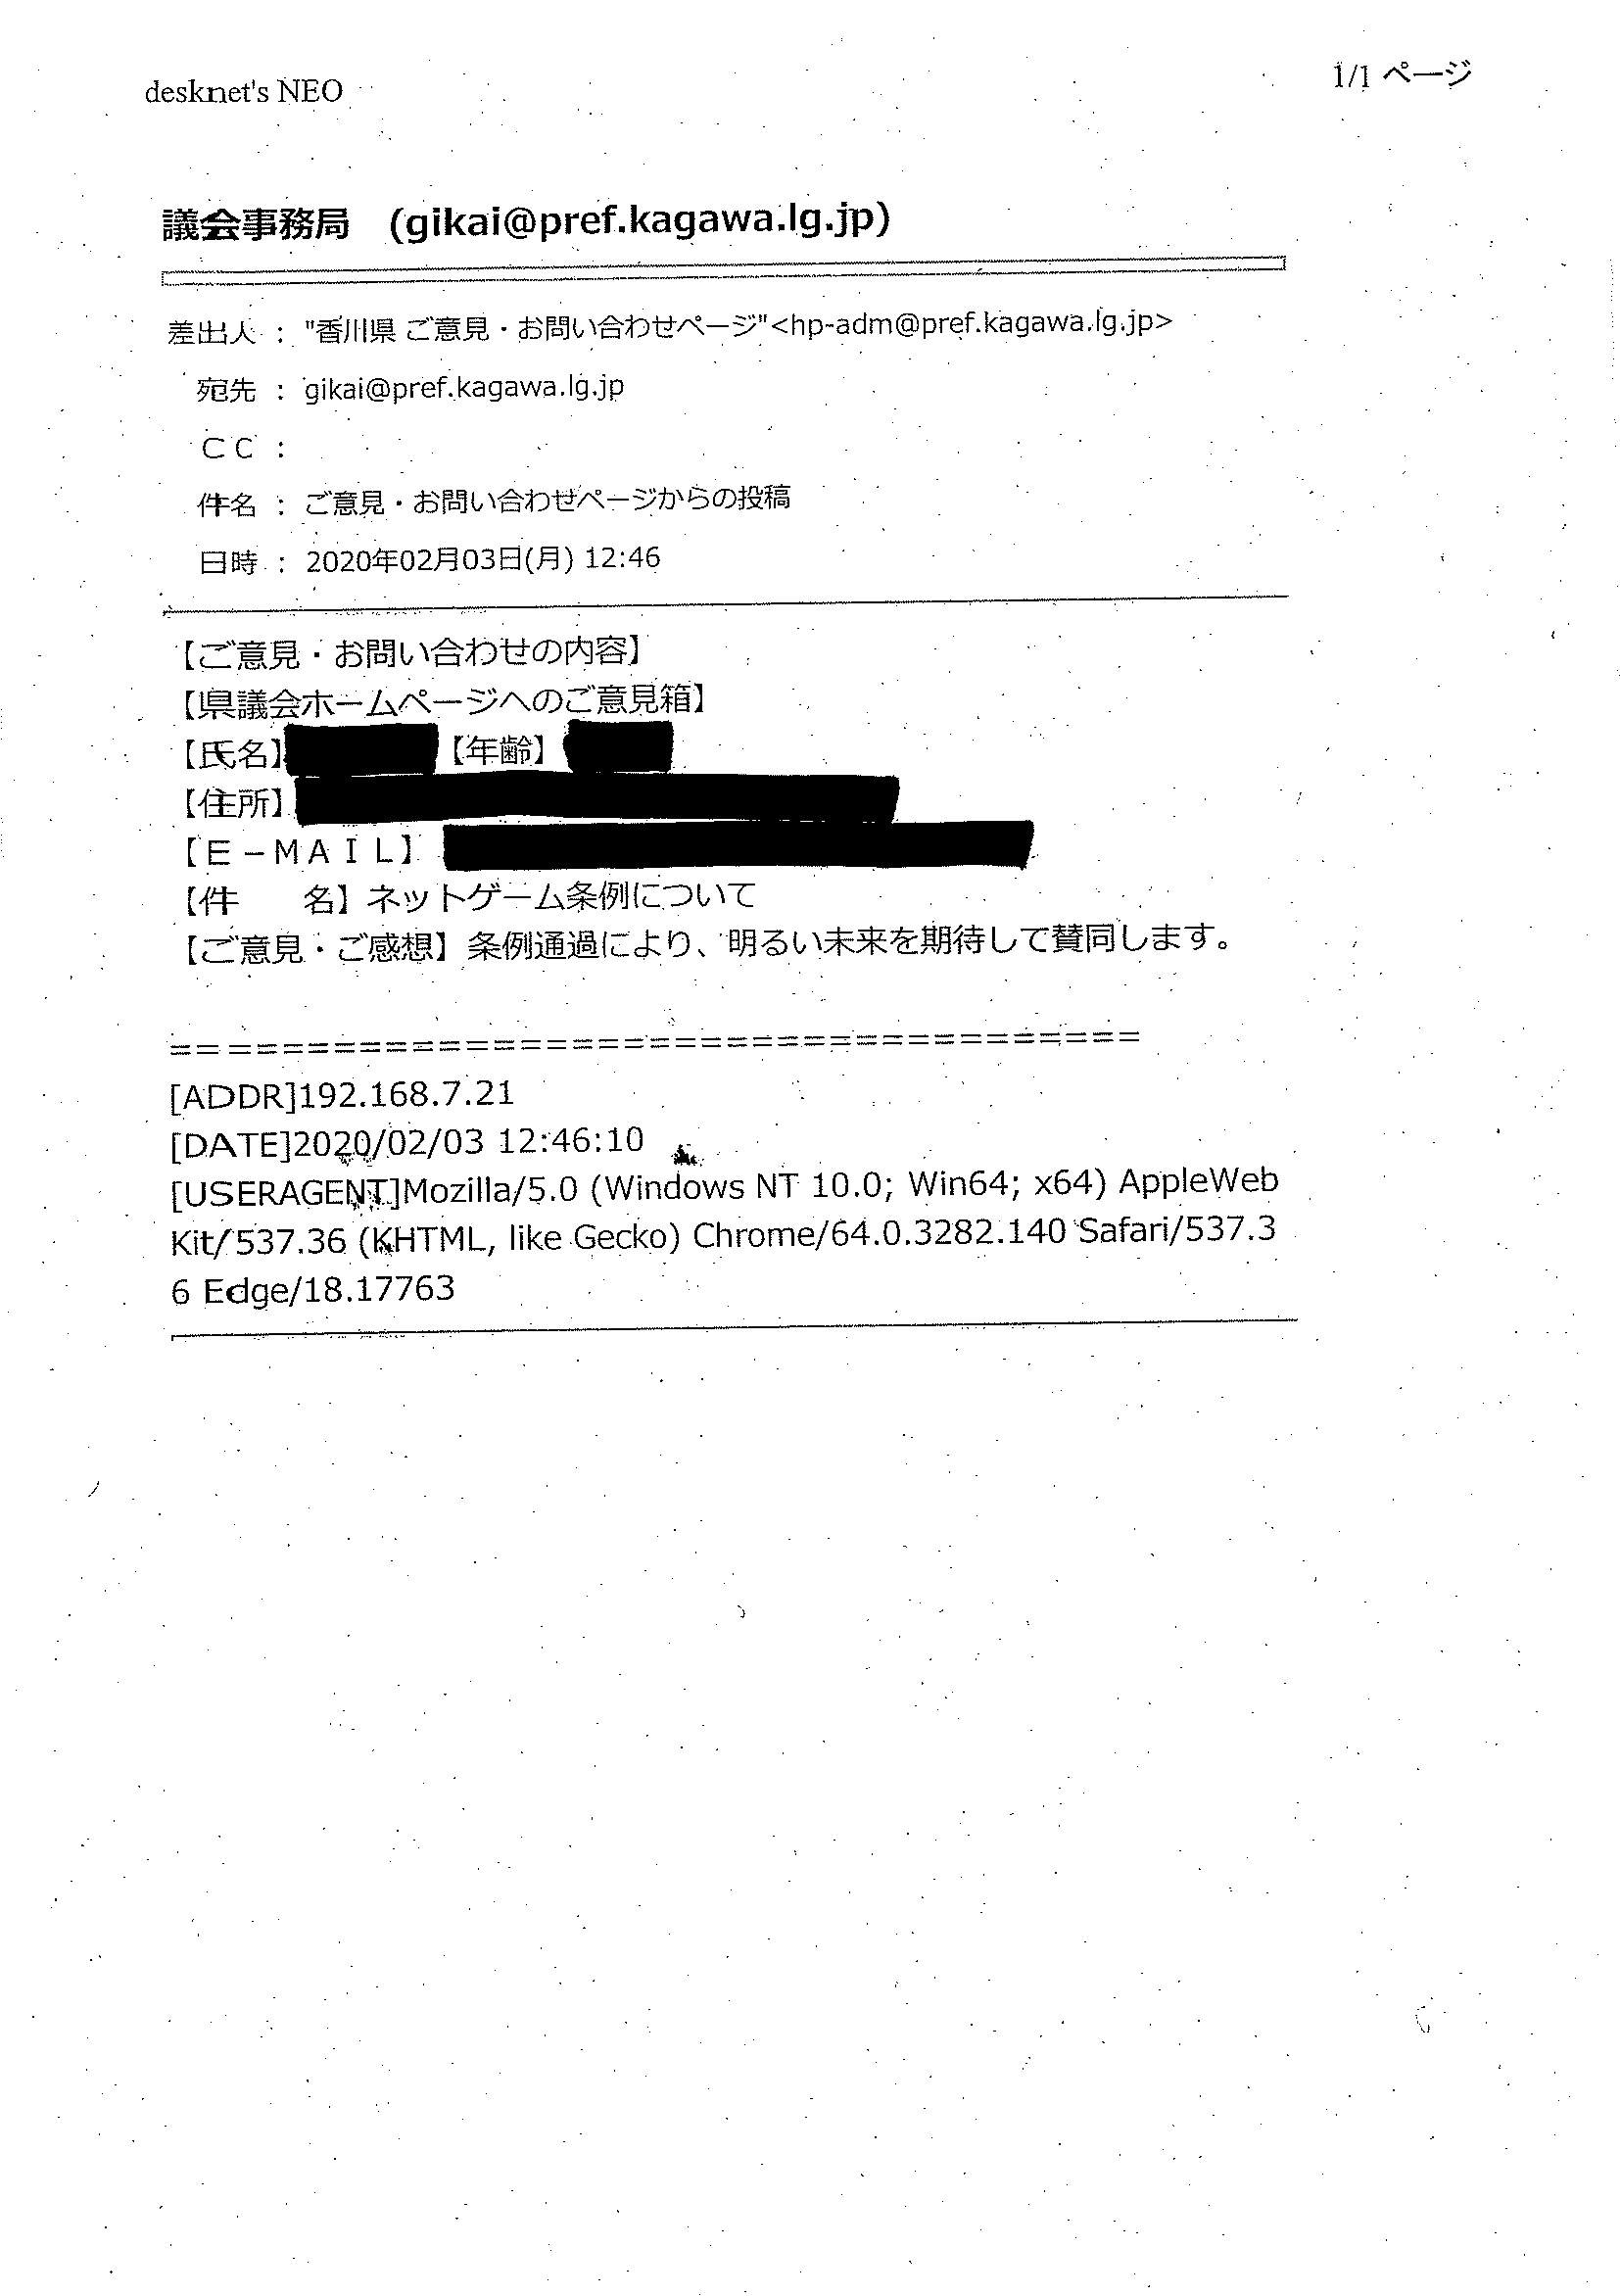 desknet's NEO
1/1 ページ
議会事務局　(gikai@pref.kagawa.lg.jp)
差出人 : "香川県 ご意見・お問い合わせページ"<hp-adm@pref.kagawa.lg.jp>
宛先 : gikai@pref.kagawa.lg.jp
ＣＣ :
件名 : ご意見・お問い合わせページからの投稿
日時 : 2020年02月03日(月) 12:46
【ご意見・お問い合わせの内容】
【県議会ホームページへのご意見箱】
【氏名】【年齢】
【住所】
【Ｅ－ＭＡＩＬ】
【件　　名】ネットゲーム条例について
【ご意見・ご感想】条例通過により、明るい未来を期待して賛同します。
======================================
[ADDR]192.168.7.21
[DATE]2020/02/03 12:46:10
[USERAGENT]Mozilla/5.0 (Windows NT 10.0; Win64; x64) AppleWeb
Kit/537.36 (KHTML, like Gecko) Chrome/64.0.3282.140 Safari/537.3
6 Edge/18.17763